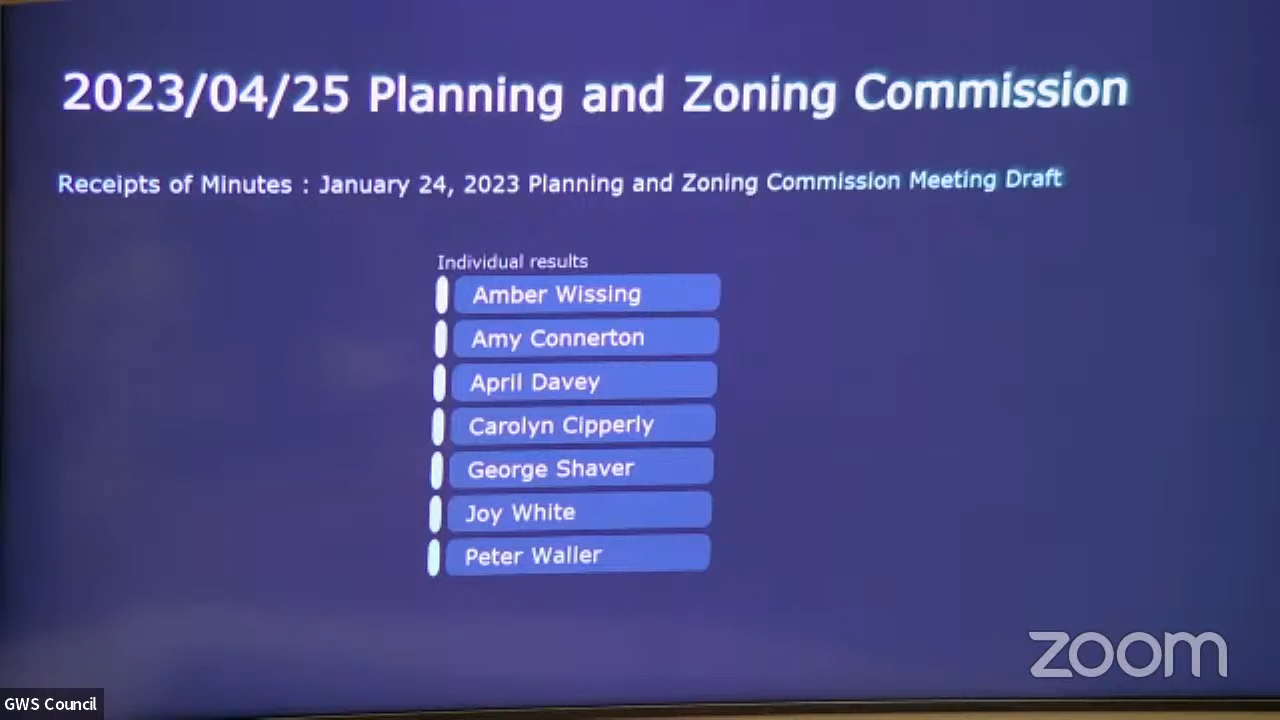 2023/04/25 Planning and Zoning Commission
Receipts of Minutes : January 24, 2023 Planning and Zoning Commission Meeting Draft
Individual results
Amber Wissing
Amy Connerton
April Davey
Carolyn Cipperly
George Shaver
Joy White
Peter Waller
zoom
GWS Council